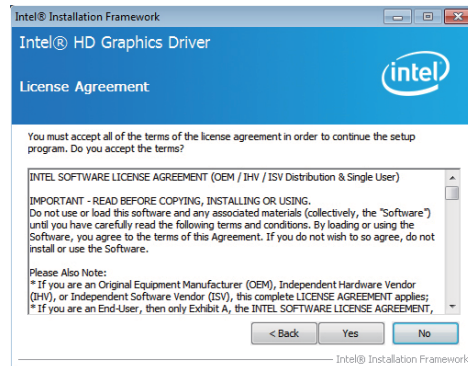 Intel® Installation Framework
Intel® HD Graphics Driver
License Agreement
intel
You must accept all of the terms of the license agreement in order to continue the setup
program. Do you accept the terms?
INTEL SOFTWARE LICENSE AGREEMENT (OEM / IHV / ISV Distribution & Single User)
IMPORTANT - READ BEFORE COPYING, INSTALLING OR USING.
Do not use or load this software and any associated materials (collectively, the "Software")
until you have carefully read the following terms and conditions. By loading or using the
Software, you agree to the terms of this Agreement. If you do not wish to so agree, do not
install or use the Software.
Please Also Note:
* If you are an Original Equipment Manufacturer (OEM), Independent Hardware Vendor
(IHV), or Independent Software Vendor (ISV), this complete LICENSE AGREEMENT applies;
* If you are an End-User, then only Exhibit A, the INTEL SOFTWARE LICENSE AGREEMENT,
< Back Yes No
Intel® Installation Framework